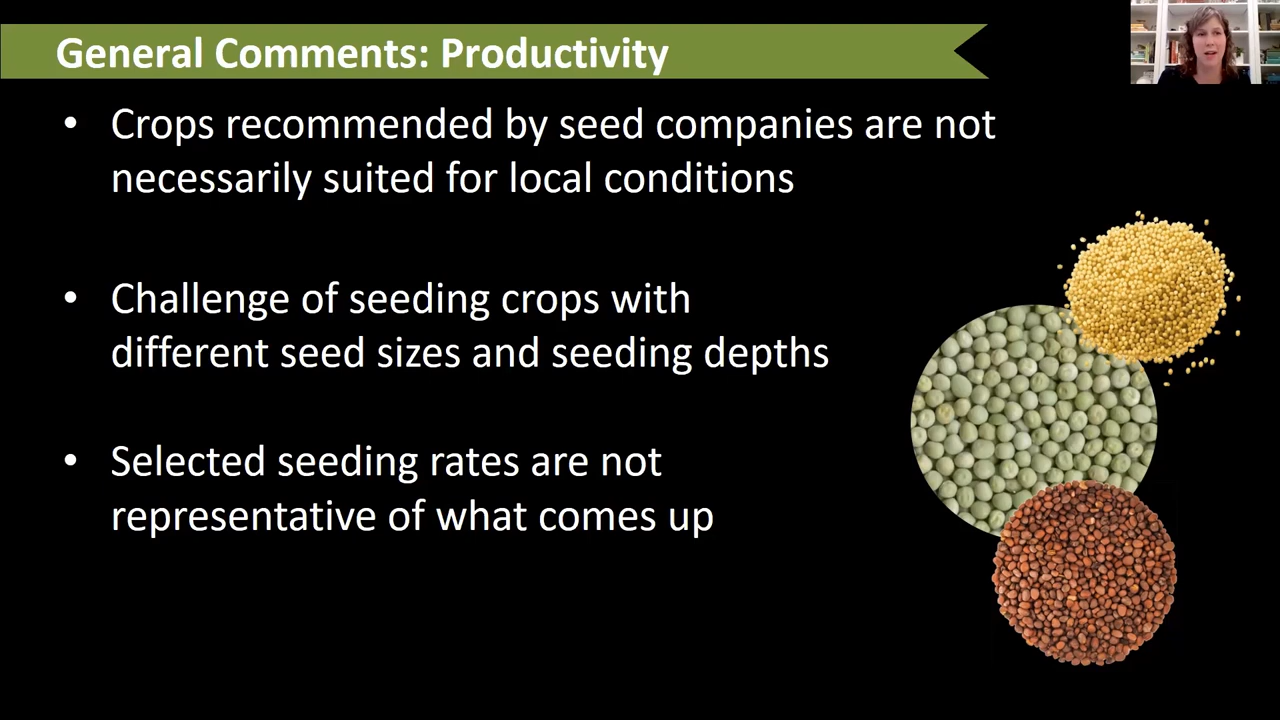 General Comments: Productivity
• Crops recommended by seed companies are not
necessarily suited for local conditions
• Challenge of seeding crops with
different seed sizes and seeding depths
• Selected seeding rates are not
representative of what comes up